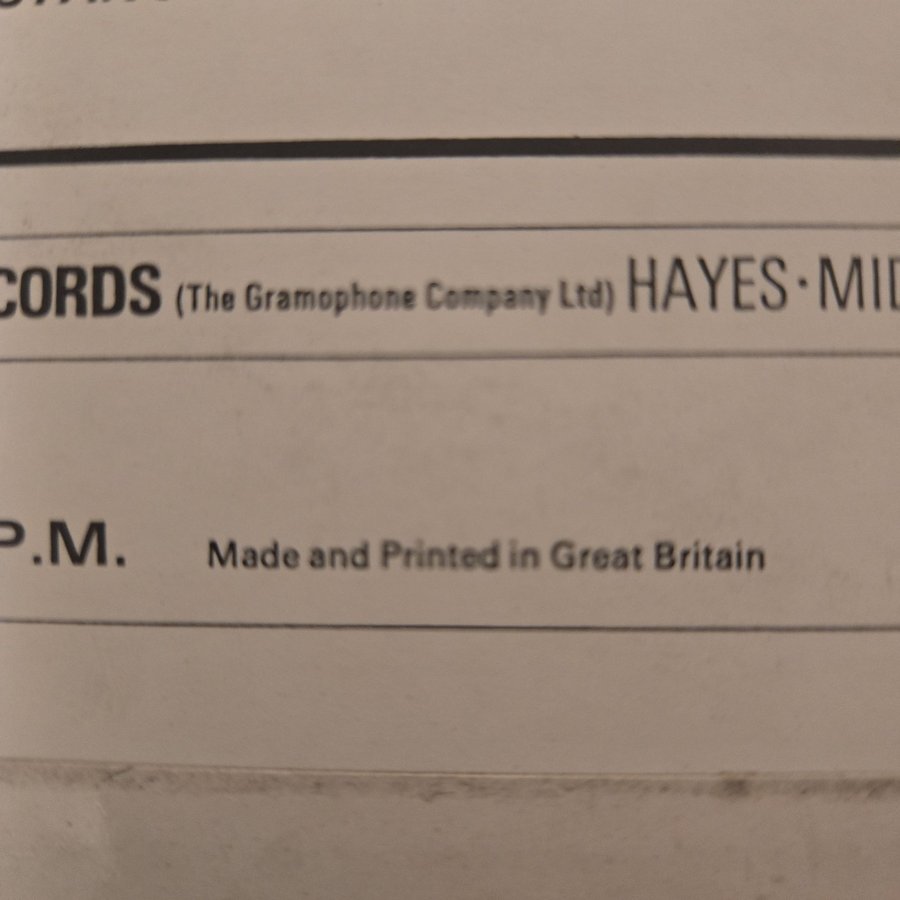 CORDS (The Gramophone Company Ltd) HAYES · MID
P.M. Made and Printed in Great Britain